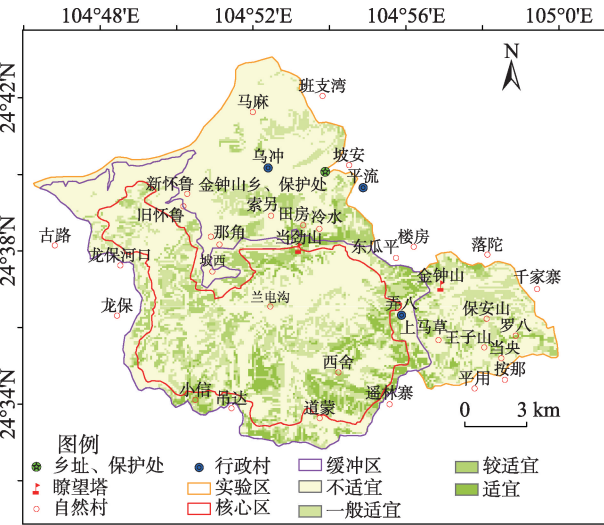 104°48′E 104°52′E 104°56′E 105°0′E
24°42′N
24°38′N
24°34′N
N
班支湾
马麻
乌冲
坡安
平流
新怀鲁 金钟山乡、保护处
旧怀鲁
索另
田房
冷水
古路
那角
当劲山
东瓜平
楼房
落陀
龙保河口
城西
金钟山
千家寨
龙保
兰屯沟
弄八
保安山
上马草
罗八
王子山
当央
西舍
按那
小信
吊达
道蒙
遥林寨
平用
0 3 km
图例
乡址、保护处 行政村 缓冲区 较适宜
瞭望塔 实验区 不适宜 适宜
自然村 核心区 一般适宜